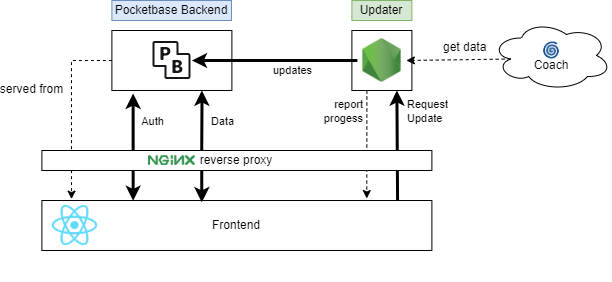 Pocketbase Backend
Updater
P
B
get data
Coach
updates
served from
report
progess
Request
Update
Auth
Data
NGINX reverse proxy
Frontend